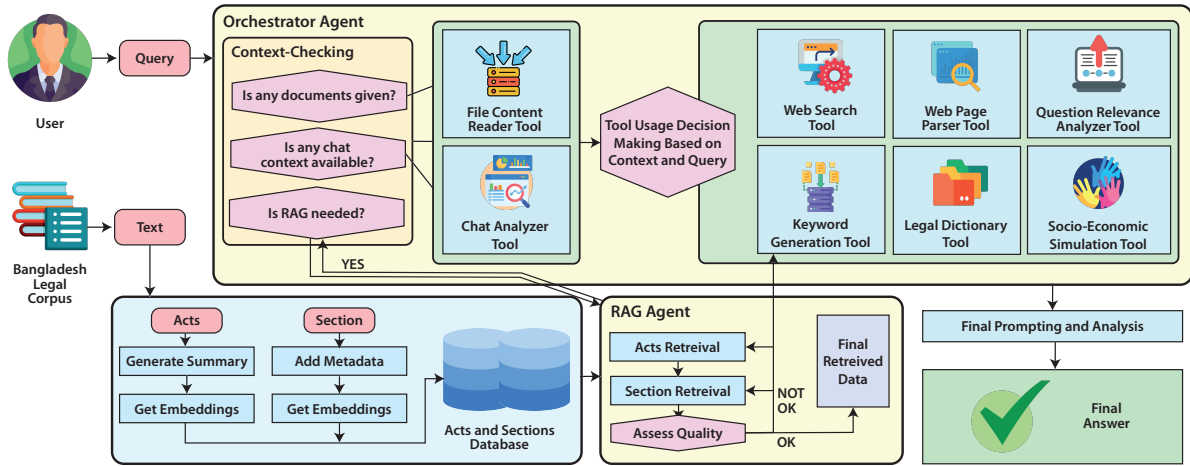 User
Query
Bangladesh
Legal
Corpus
Text
Orchestrator Agent
Context-Checking
Is any documents given?
Is any chat
context available?
Is RAG needed?
File Content
Reader Tool
Chat Analyzer
Tool
Tool Usage Decision
Making Based on
Context and Query
Web Search
Tool
Web Page
Parser Tool
Question Relevance
Analyzer Tool
Keyword
Generation Tool
Legal Dictionary
Tool
Socio-Economic
Simulation Tool
YES
Acts
Generate Summary
Get Embeddings
Section
Add Metadata
Get Embeddings
Acts and Sections
Database
RAG Agent
Acts Retreival
Section Retreival
Assess Quality
NOT
OK
OK
Final
Retreived
Data
Final Prompting and Analysis
Final
Answer